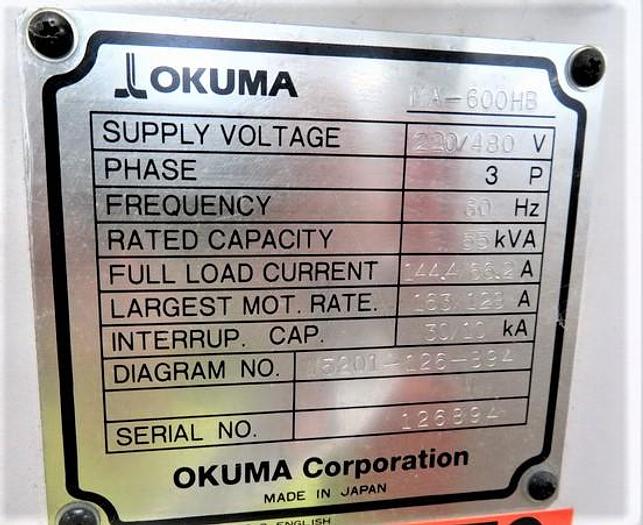 OKUMA
MA-600HB
SUPPLY VOLTAGE 220/480 V
PHASE 3 P
FREQUENCY 60 Hz
RATED CAPACITY 55 kVA
FULL LOAD CURRENT 144.4/66.2 A
LARGEST MOT. RATE. 163/128 A
INTERRUP. CAP. 30/10 kA
DIAGRAM NO.
SERIAL NO. 126894
OKUMA Corporation
MADE IN JAPAN
ENGLISH